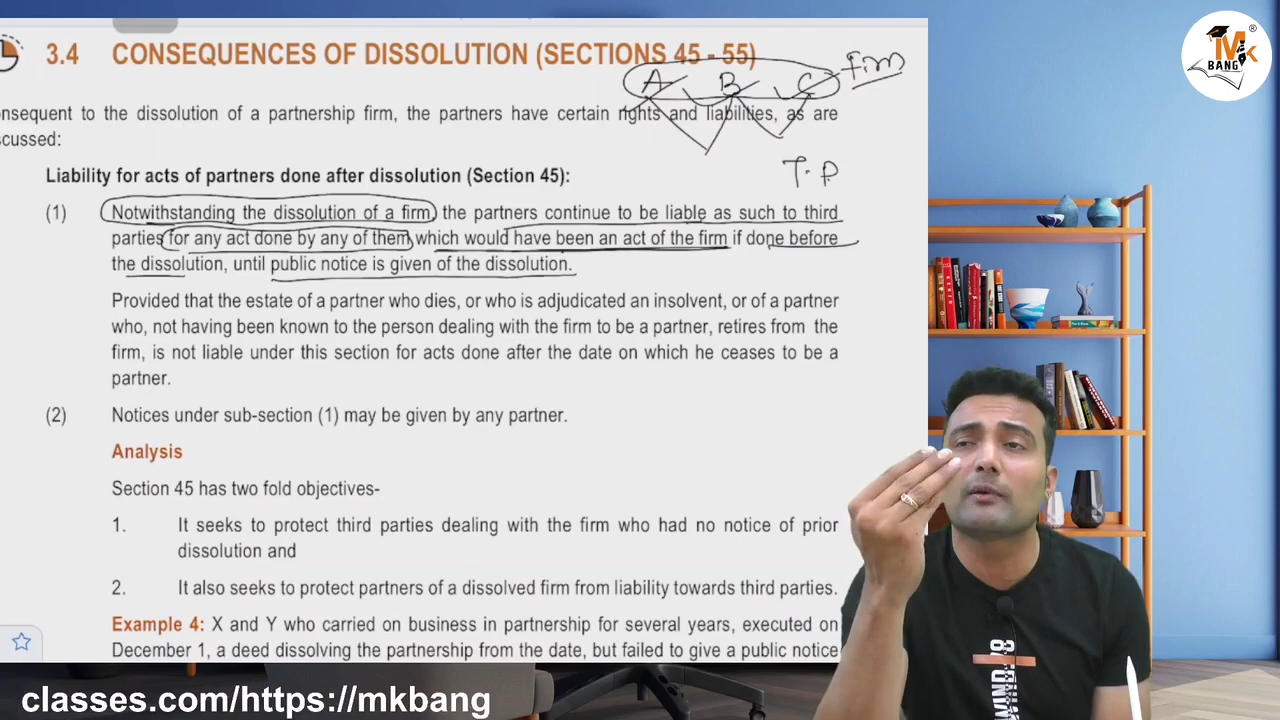 3.4 CONSEQUENCES OF DISSOLUTION (SECTIONS 45 - 55)
A B C firm
onsequent to the dissolution of a partnership firm, the partners have certain rights and liabilities, as are
scussed:
T.P
Liability for acts of partners done after dissolution (Section 45):
(1) Notwithstanding the dissolution of a firm the partners continue to be liable as such to third
parties for any act done by any of them which would have been an act of the firm if done before
the dissolution, until public notice is given of the dissolution.
Provided that the estate of a partner who dies, or who is adjudicated an insolvent, or of a partner
who, not having been known to the person dealing with the firm to be a partner, retires from the
firm, is not liable under this section for acts done after the date on which he ceases to be a
partner.
(2) Notices under sub-section (1) may be given by any partner.
Analysis
Section 45 has two fold objectives-
1. It seeks to protect third parties dealing with the firm who had no notice of prior
dissolution and
2. It also seeks to protect partners of a dissolved firm from liability towards third parties.
Example 4: X and Y who carried on business in partnership for several years, executed on
December 1, a deed dissolving the partnership from the date, but failed to give a public notice
classes.com/https://mkbang
MK
BANG
®